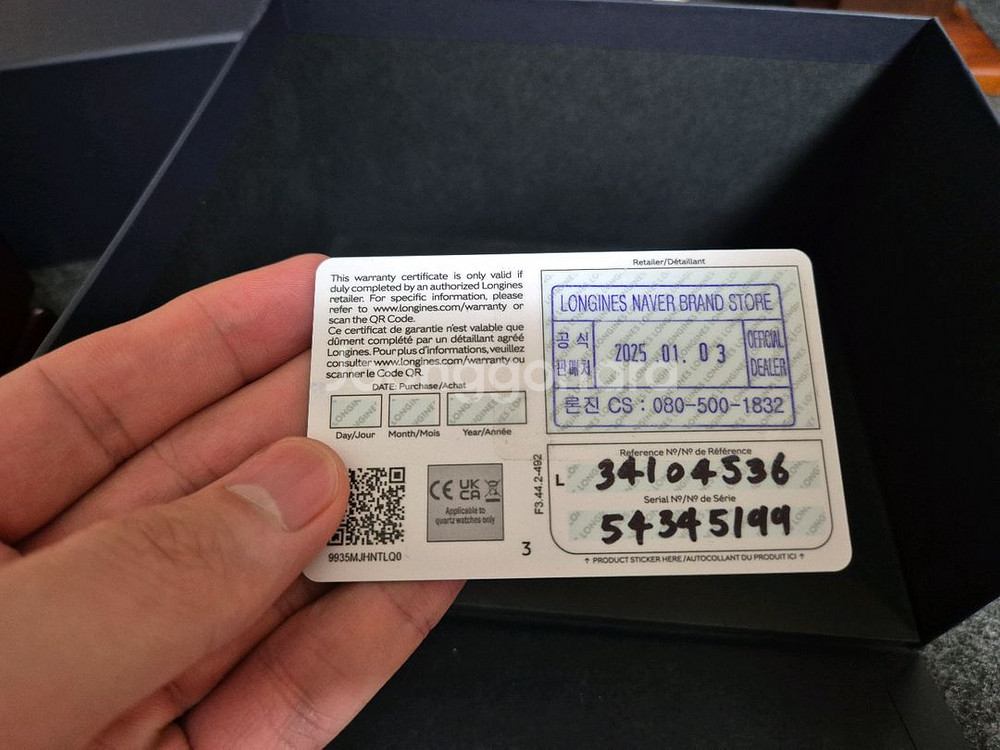 This warranty certificate is only valid if
duly completed by an authorized Longines
retailer. For specific information, please
refer to www.longines.com/warranty or
scan the QR Code.
Ce certificat de garantie n'est valable que
dûment complété par un détaillant agréé
Longines. Pour plus d'informations, veuillez
consulter www.longines.com/warranty ou
scanner le Code QR.
DATE: Purchase/Achat
Day/Jour Month/Mois Year/Année
9935MJHNTLQ0
CE UK CA
Applicable to
quartz watches only
3
F3.44.2-492
Retailer/Détaillant
LONGINES NAVER BRAND STORE
공식
판매처
2025. 01. 03
OFFICIAL
DEALER
론진 CS : 080-500-1832
Reference Nº/Nº de Référence
L 34104536
Serial Nº/Nº de Série
54345199
↑ PRODUCT STICKER HERE/AUTOCOLLANT DU PRODUIT ICI ↑